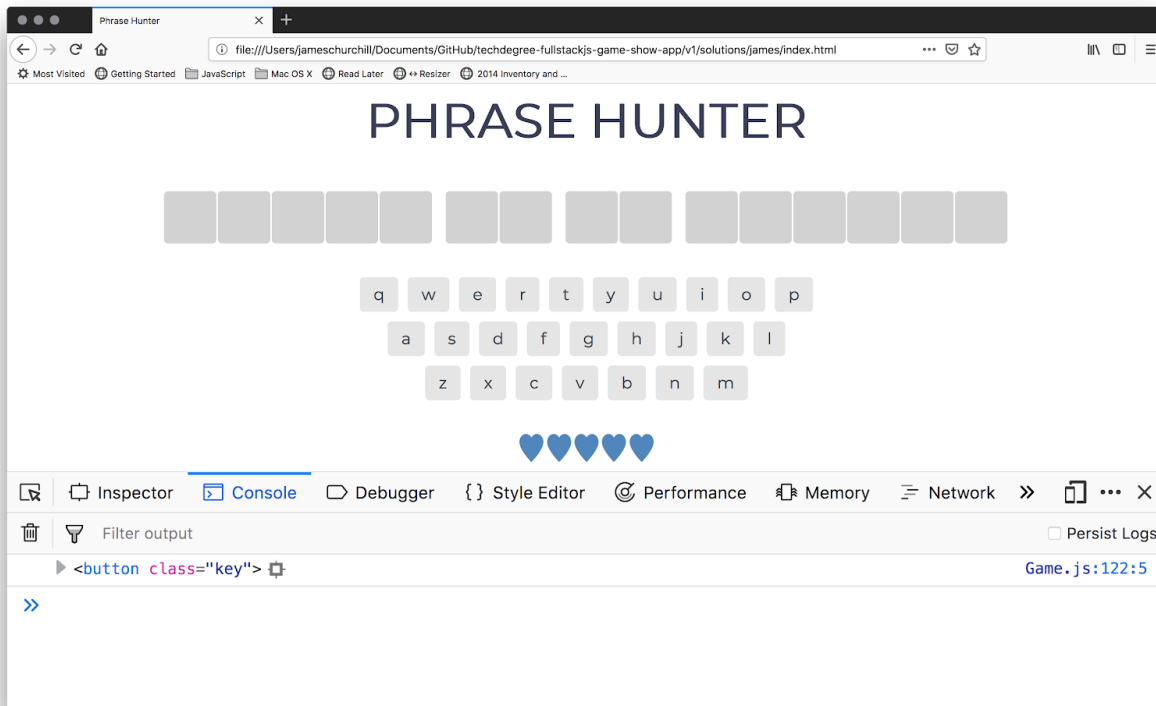 Phrase Hunter
file:///Users/jameschurchill/Documents/GitHub/techdegree-fullstackjs-game-show-app/v1/solutions/james/index.html
Most Visited Getting Started JavaScript Mac OS X Read Later ↔ Resizer 2014 Inventory and ...
PHRASE HUNTER
q w e r t y u i o p
a s d f g h j k l
z x c v b n m
Inspector Console Debugger {} Style Editor Performance Memory Network
Filter output Persist Logs
<button class="key"> Game.js:122:5